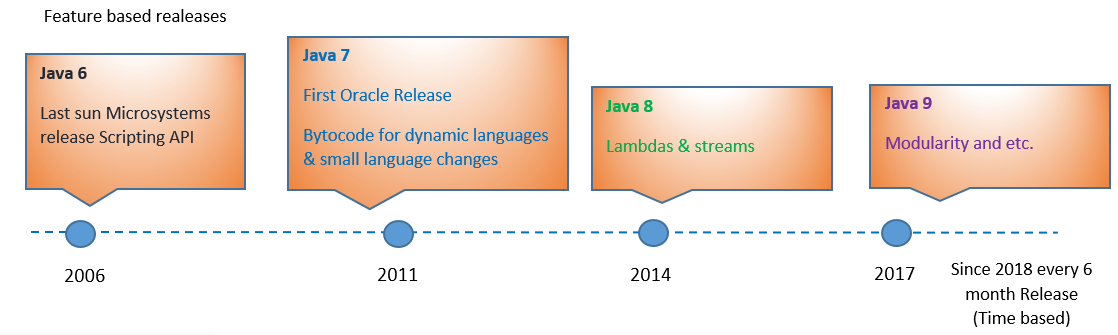 Feature based realeases
Java 6
Last sun Microsystems
release Scripting API
Java 7
First Oracle Release
Bytocode for dynamic languages
& small language changes
Java 8
Lambdas & streams
Java 9
Modularity and etc.
2006
2011
2014
2017
Since 2018 every 6
month Release
(Time based)